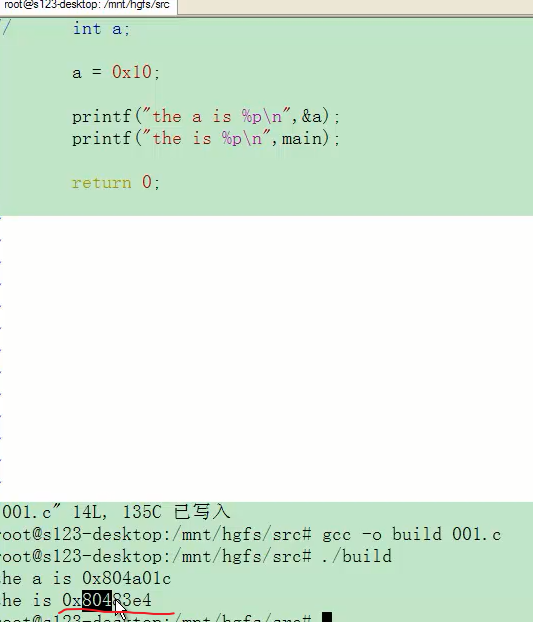 root@s123-desktop: /mnt/hgfs/src
/ int a;
a = 0x10;
printf("the a is %p\n",&a);
printf("the is %p\n",main);
return 0;
001.c" 14L, 135C 已写入
root@s123-desktop:/mnt/hgfs/src# gcc -o build 001.c
root@s123-desktop:/mnt/hgfs/src# ./build
he a is 0x804a01c
he is 0x80483e4
root@s123-desktop:/mnt/hgfs/src#